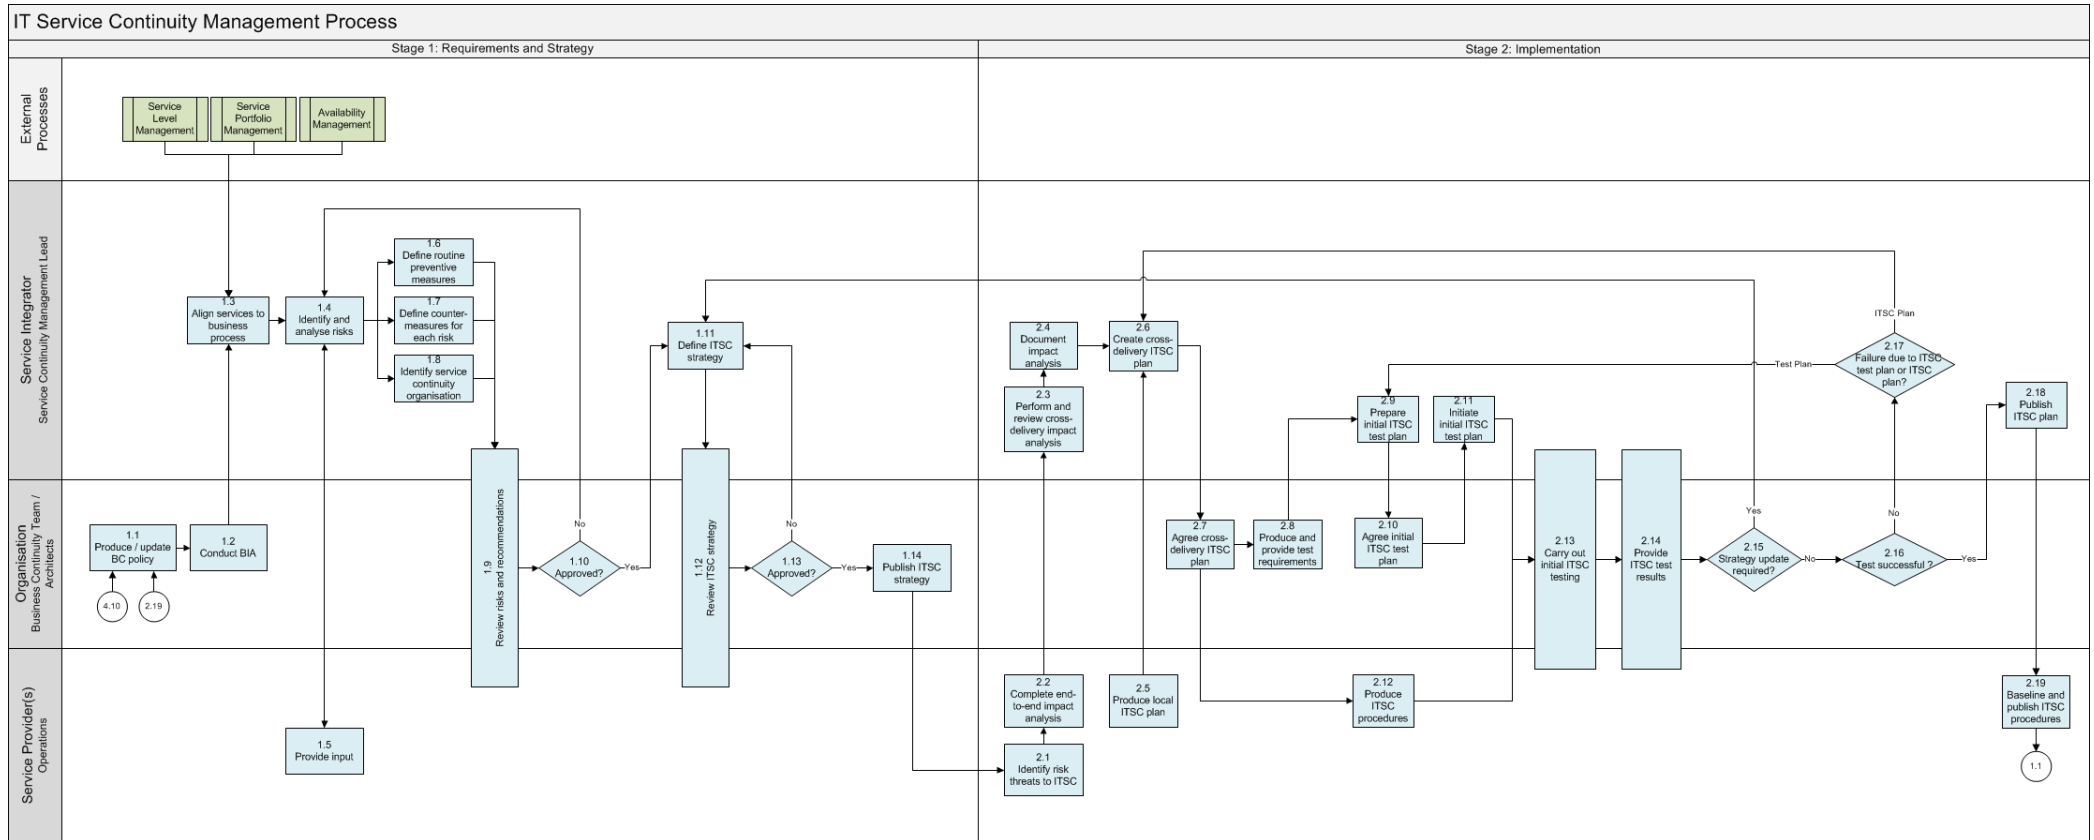 IT Service Continuity Management Process
Stage 1: Requirements and Strategy
Stage 2: Implementation
External
Processes
Service
Level
Management
Service
Portfolio
Management
Availability
Management
Service Integrator
Service Continuity Management Lead
1.3
Align services to
business
process
1.4
Identify and
analyse risks
1.6
Define routine
preventive
measures
1.7
Define counter-
measures for
each risk
1.8
Identify service
continuity
organisation
1.11
Define ITSC
strategy
2.4
Document
impact
analysis
2.3
Perform and
review cross-
delivery impact
analysis
2.6
Create cross-
delivery ITSC
plan
2.9
Prepare
initial ITSC
test plan
2.11
Initiate
initial ITSC
test plan
ITSC Plan
Test Plan
2.17
Failure due to ITSC
test plan or ITSC
plan?
2.18
Publish
ITSC plan
Organisation
Business Continuity Team /
Architects
1.1
Produce / update
BC policy
1.2
Conduct BIA
4.10
2.19
1.9
Review risks and recommendations
No
1.10
Approved?
Yes
1.12
Review ITSC strategy
No
1.13
Approved?
Yes
1.14
Publish ITSC
strategy
2.7
Agree cross-
delivery ITSC
plan
2.8
Produce and
provide test
requirements
2.10
Agree initial
ITSC test
plan
2.13
Carry out
initial ITSC
testing
2.14
Provide
ITSC test
results
Yes
2.15
Strategy update
required?
No
No
2.16
Test successful ?
Yes
Service Provider(s)
Operations
1.5
Provide input
2.2
Complete end-
to-end impact
analysis
2.1
Identify risk
threats to ITSC
2.5
Produce local
ITSC plan
2.12
Produce
ITSC
procedures
2.19
Baseline and
publish ITSC
procedures
1.1